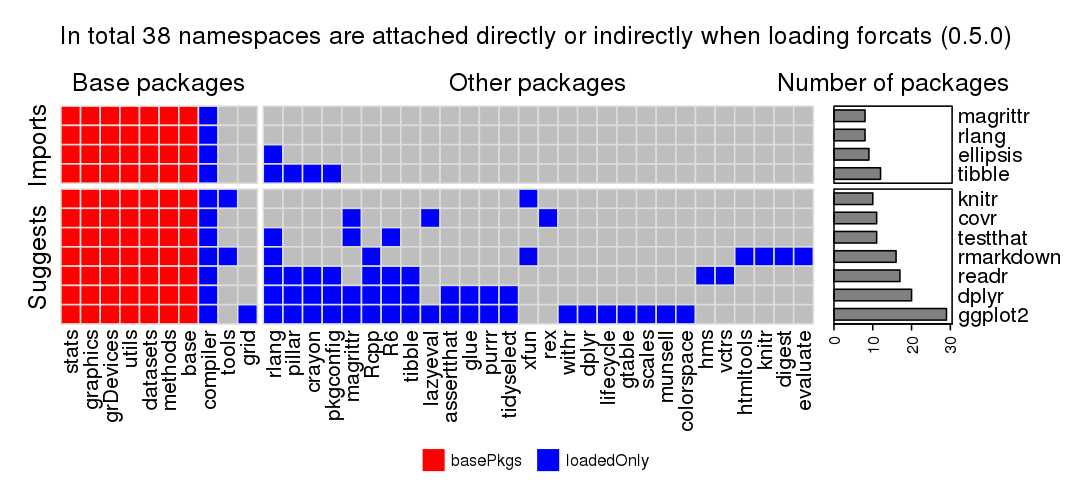 In total 38 namespaces are attached directly or indirectly when loading forcats (0.5.0)
Base packages
Other packages
Number of packages
Imports
Suggests
magrittr
rlang
ellipsis
tibble
knitr
covr
testthat
rmarkdown
readr
dplyr
ggplot2
0
10
20
30
stats
graphics
grDevices
utils
datasets
methods
base
compiler
tools
grid
rlang
pillar
crayon
pkgconfig
magrittr
Rcpp
R6
tibble
lazyeval
assertthat
glue
purrr
tidyselect
xfun
rex
withr
dplyr
lifecycle
gtable
scales
munsell
colorspace
hms
vctrs
htmltools
knitr
digest
evaluate
basePkgs
loadedOnly